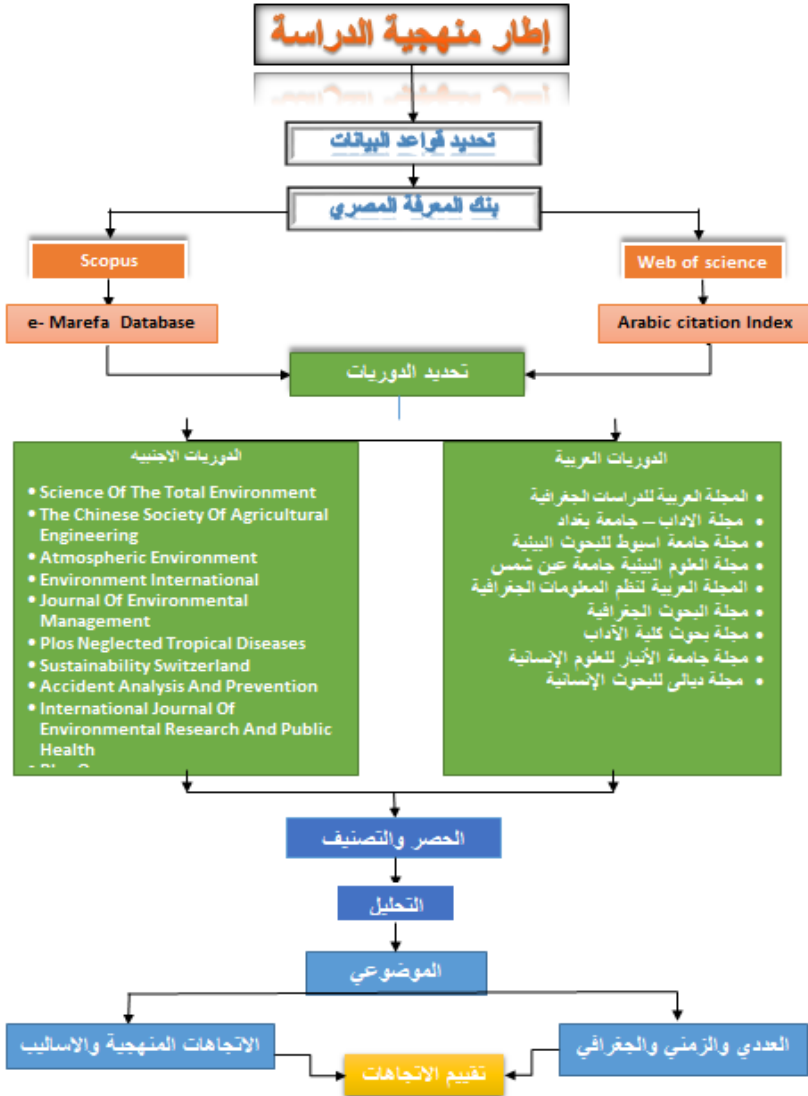 إطار منهجية الدراسة
تحديد قواعد البيانات
بنك المعرفة المصري
Scopus
Web of science
e- Marefa Database
Arabic citation Index
تحديد الدوريات
الدوريات الاجنبيه
• Science Of The Total Environment
• The Chinese Society Of Agricultural
Engineering
• Atmospheric Environment
• Environment International
• Journal Of Environmental
Management
• Plos Neglected Tropical Diseases
• Sustainability Switzerland
• Accident Analysis And Prevention
• International Journal Of
Environmental Research And Public
Health
الدوريات العربية
• المجلة العربية للدراسات الجغرافية
• مجلة الاداب – جامعة بغداد
• مجلة جامعة اسيوط للبحوث البيئية
• مجلة العلوم البيئية جامعة عين شمس
• المجلة العربية لنظم المعلومات الجغرافية
• مجلة البحوث الجغرافية
• مجلة بحوث كلية الآداب
• مجلة جامعة الأنبار للعلوم الإنسانية
• مجلة ديالى للبحوث الإنسانية
الحصر والتصنيف
التحليل
الموضوعي
الاتجاهات المنهجية والاساليب
العددي والزمني والجغرافي
تقييم الاتجاهات